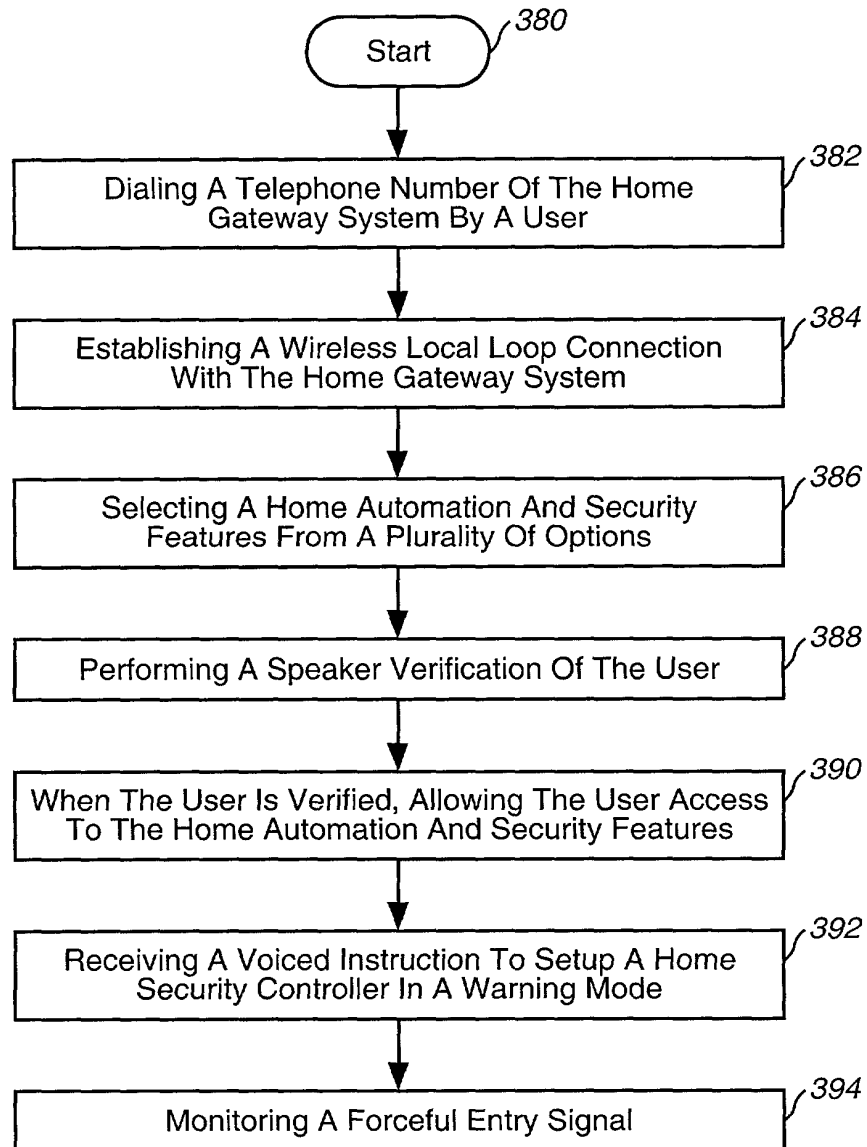 380
Start
382
Dialing A Telephone Number Of The Home
Gateway System By A User
384
Establishing A Wireless Local Loop Connection
With The Home Gateway System
386
Selecting A Home Automation And Security
Features From A Plurality Of Options
388
Performing A Speaker Verification Of The User
390
When The User Is Verified, Allowing The User Access
To The Home Automation And Security Features
392
Receiving A Voiced Instruction To Setup A Home
Security Controller In A Warning Mode
394
Monitoring A Forceful Entry Signal